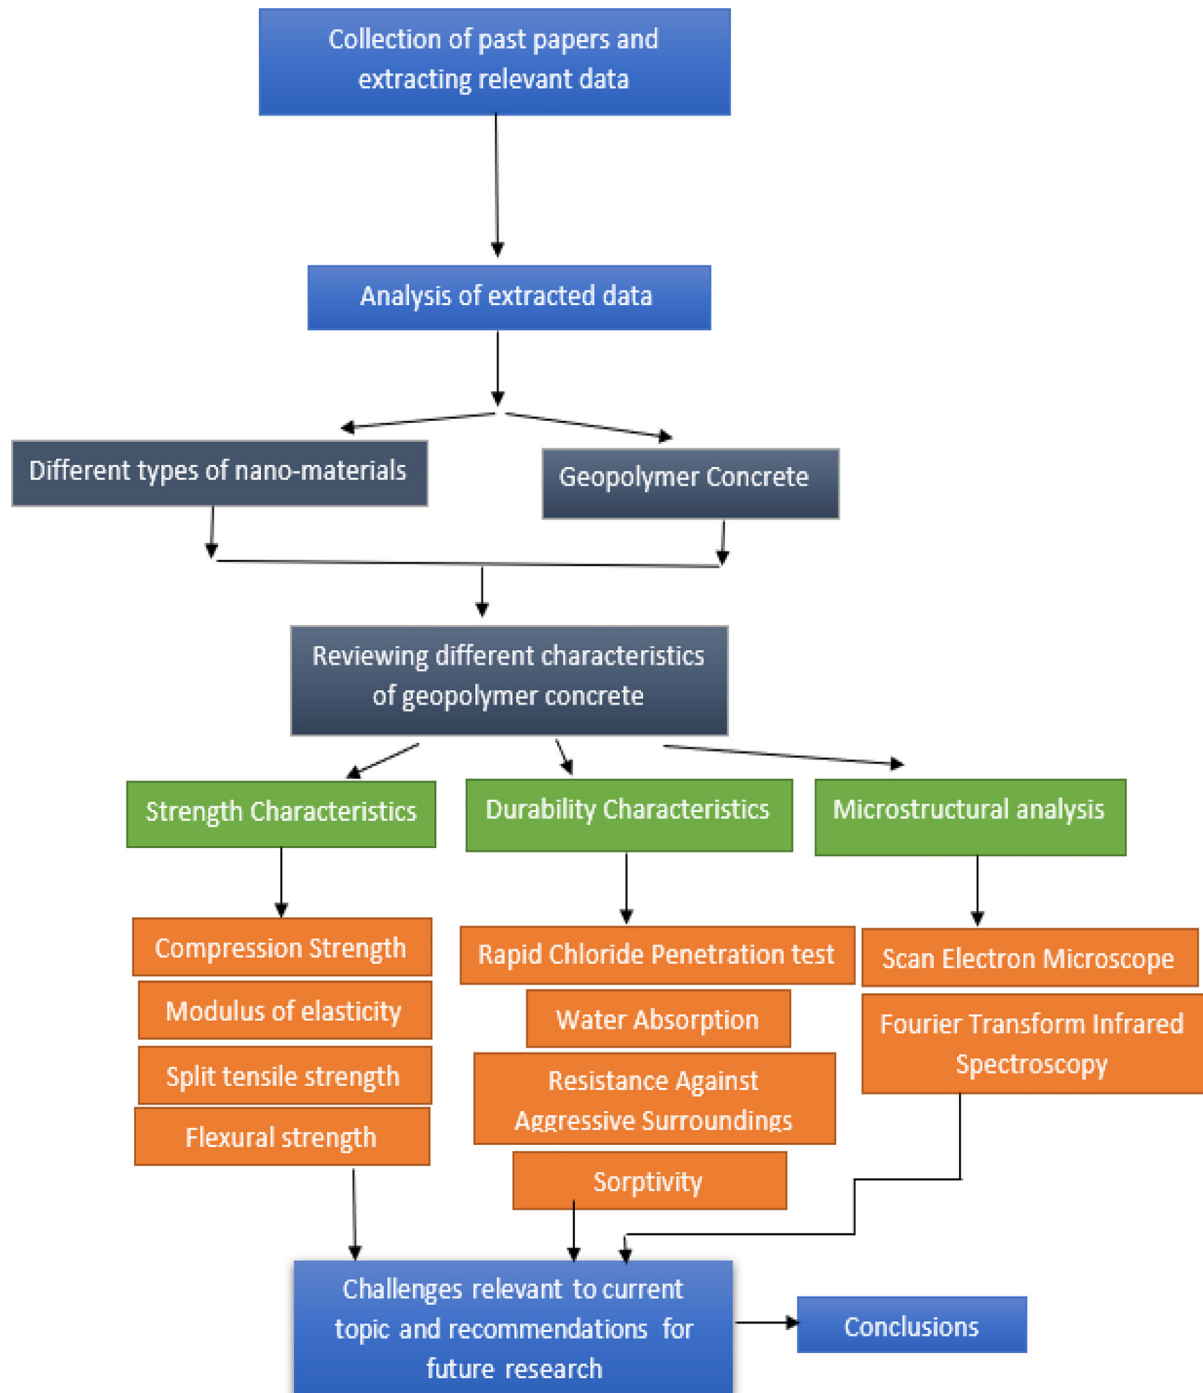 Collection of past papers and
extracting relevant data
Analysis of extracted data
Different types of nano-materials
Geopolymer Concrete
Reviewing different characteristics
of geopolymer concrete
Strength Characteristics
Durability Characteristics
Microstructural analysis
Compression Strength
Modulus of elasticity
Split tensile strength
Flexural strength
Rapid Chloride Penetration test
Water Absorption
Resistance Against
Aggressive Surroundings
Sorptivity
Scan Electron Microscope
Fourier Transform Infrared
Spectroscopy
Challenges relevant to current
topic and recommendations for
future research
Conclusions